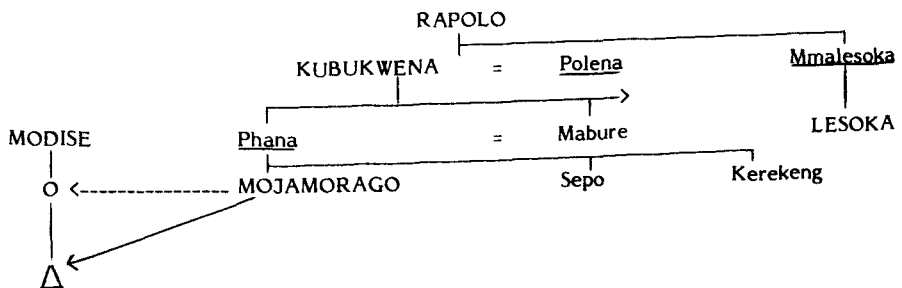 RAPOLO
KUBUKWENA = Polena Mmalesoka
MODISE Phana = Mabure LESOKA
O MOJAMORAGO Sepo Kerekeng